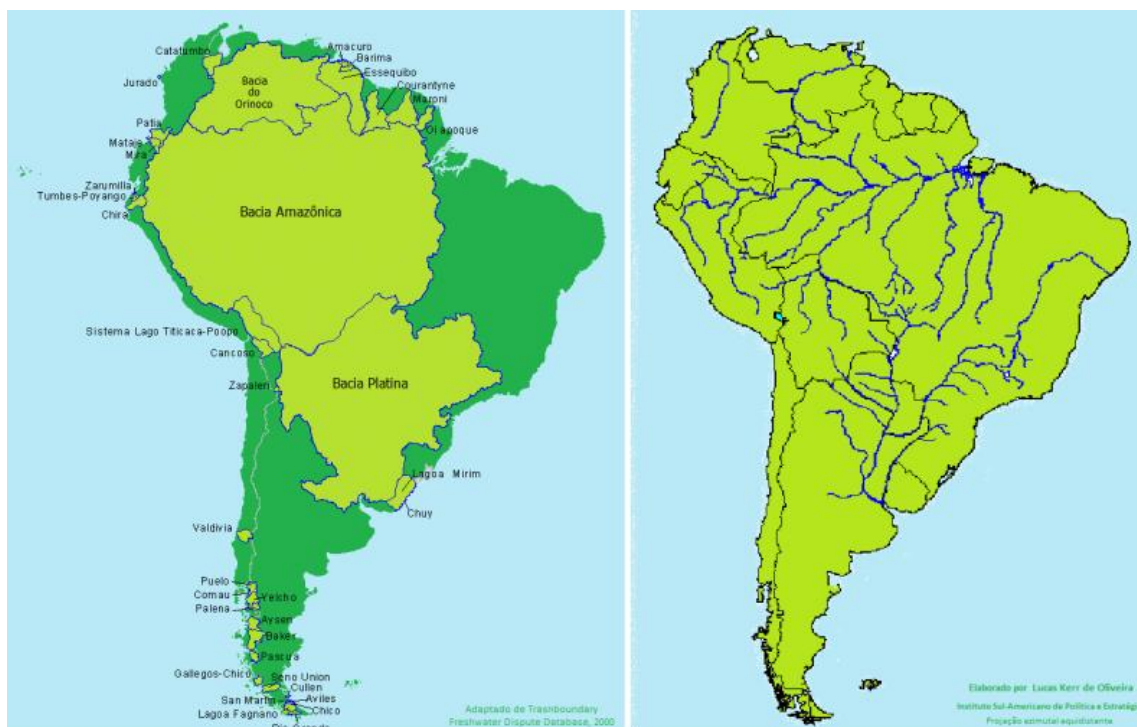 Amacuro
Barima
Catatumbo
Essequibo
Bacia
do
Orinoco
Courantyne
Jurado
Maroni
Patia
Oiapoque
Mataje
Mira
Zarumilla
Tumbes-Poyango
Chira
Bacia Amazônica
Sistema Lago Titicaca-Poopo
Cancoso
Zapaleri
Bacia Platina
Lagoa Mirim
Chuy
Valdivia
Puelo
Comau
Yelcho
Palena
Aysen
Baker
Pascua
Gallegos-Chico
Seno Union
Cullen
San Martin
Aviles
Chico
Lagoa Fagnano
Adaptado de Trashboundary
Freshwater Dispute Database, 2000
Elaborado por Lucas Kerr de Oliveira
Instituto Sul-Americano de Política e Estratég
Projeção azimutal equidistante